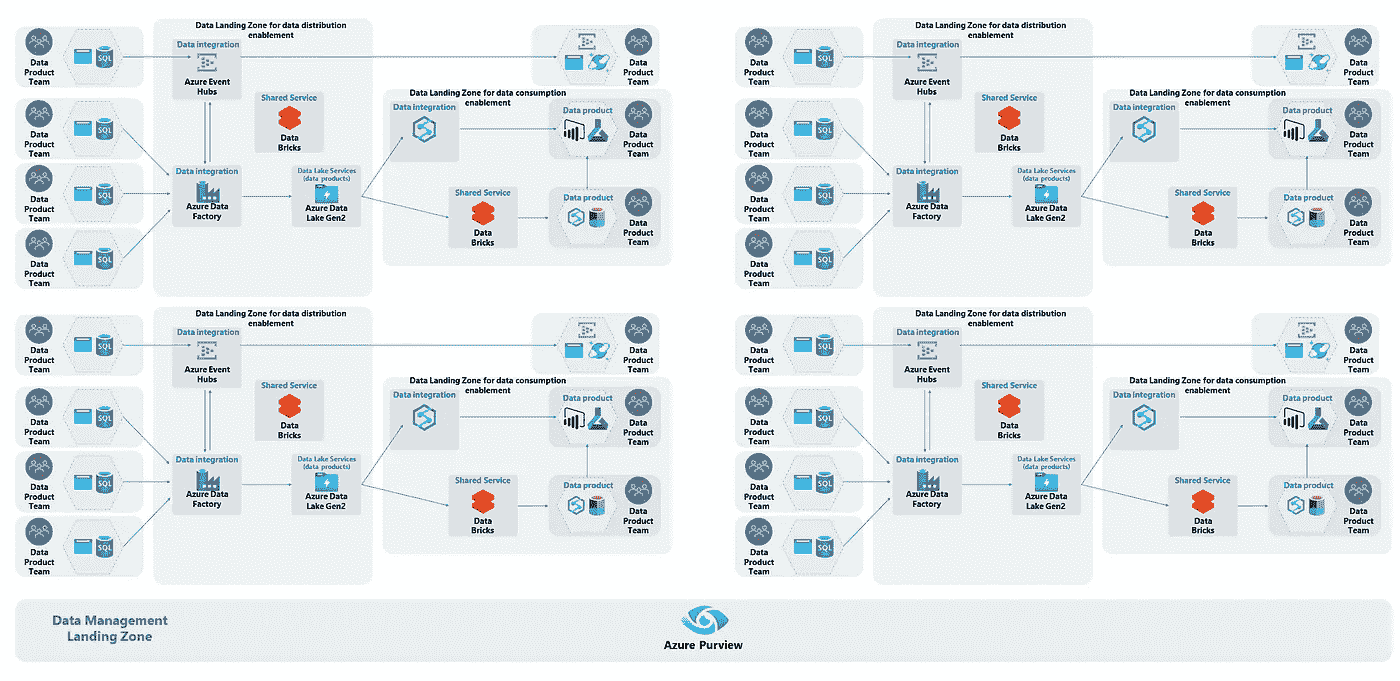 Data
Product
Team
SQL
Data
Product
Team
SQL
Data
Product
Team
SQL
Data
Product
Team
SQL
Data Landing Zone for data distribution
enablement
Data integration
Azure Event
Hubs
Shared Service
Data
Bricks
Data integration
Azure Data
Factory
Data Lake Services
(data products)
Azure Data
Lake Gen2
Data
Product
Team
Data Landing Zone for data consumption
enablement
Data integration
Data product
Data
Product
Team
Shared Service
Data
Bricks
Data product
Data
Product
Team
Data
Product
Team
SQL
Data
Product
Team
SQL
Data
Product
Team
SQL
Data
Product
Team
SQL
Data Landing Zone for data distribution
enablement
Data integration
Azure Event
Hubs
Shared Service
Data
Bricks
Data integration
Azure Data
Factory
Data Lake Services
(data products)
Azure Data
Lake Gen2
Data
Product
Team
Data Landing Zone for data consumption
enablement
Data integration
Data product
Data
Product
Team
Shared Service
Data
Bricks
Data product
Data
Product
Team
Data
Product
Team
SQL
Data
Product
Team
SQL
Data
Product
Team
SQL
Data
Product
Team
SQL
Data Landing Zone for data distribution
enablement
Data integration
Azure Event
Hubs
Shared Service
Data
Bricks
Data integration
Azure Data
Factory
Data Lake Services
(data products)
Azure Data
Lake Gen2
Data
Product
Team
Data Landing Zone for data consumption
enablement
Data integration
Data product
Data
Product
Team
Shared Service
Data
Bricks
Data product
Data
Product
Team
Data
Product
Team
SQL
Data
Product
Team
SQL
Data
Product
Team
SQL
Data
Product
Team
SQL
Data Landing Zone for data distribution
enablement
Data integration
Azure Event
Hubs
Shared Service
Data
Bricks
Data integration
Azure Data
Factory
Data Lake Services
(data products)
Azure Data
Lake Gen2
Data
Product
Team
Data Landing Zone for data consumption
enablement
Data integration
Data product
Data
Product
Team
Shared Service
Data
Bricks
Data product
Data
Product
Team
Data Management
Landing Zone
Azure Purview